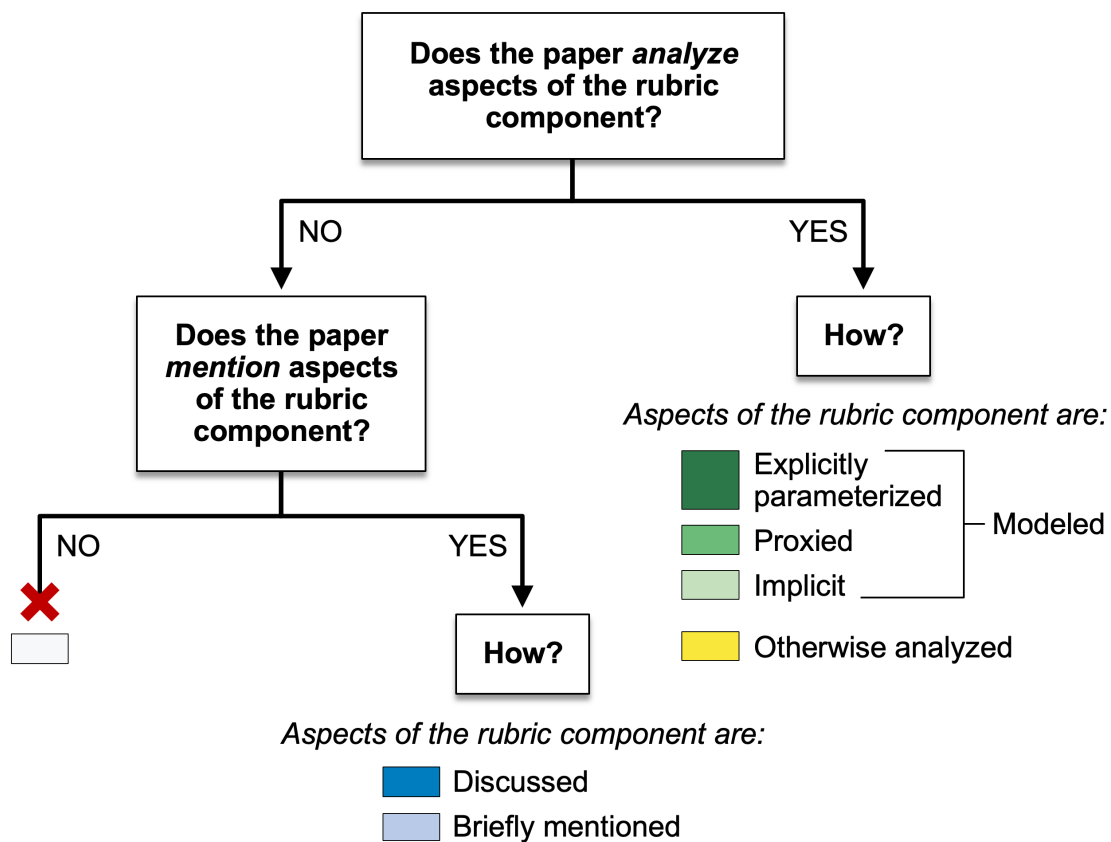 Does the paper analyze
aspects of the rubric
component?
NO
YES
Does the paper
mention aspects
of the rubric
component?
How?
Aspects of the rubric component are:
Explicitly
parameterized
Proxied
Implicit
Modeled
Otherwise analyzed
NO
YES
How?
Aspects of the rubric component are:
Discussed
Briefly mentioned